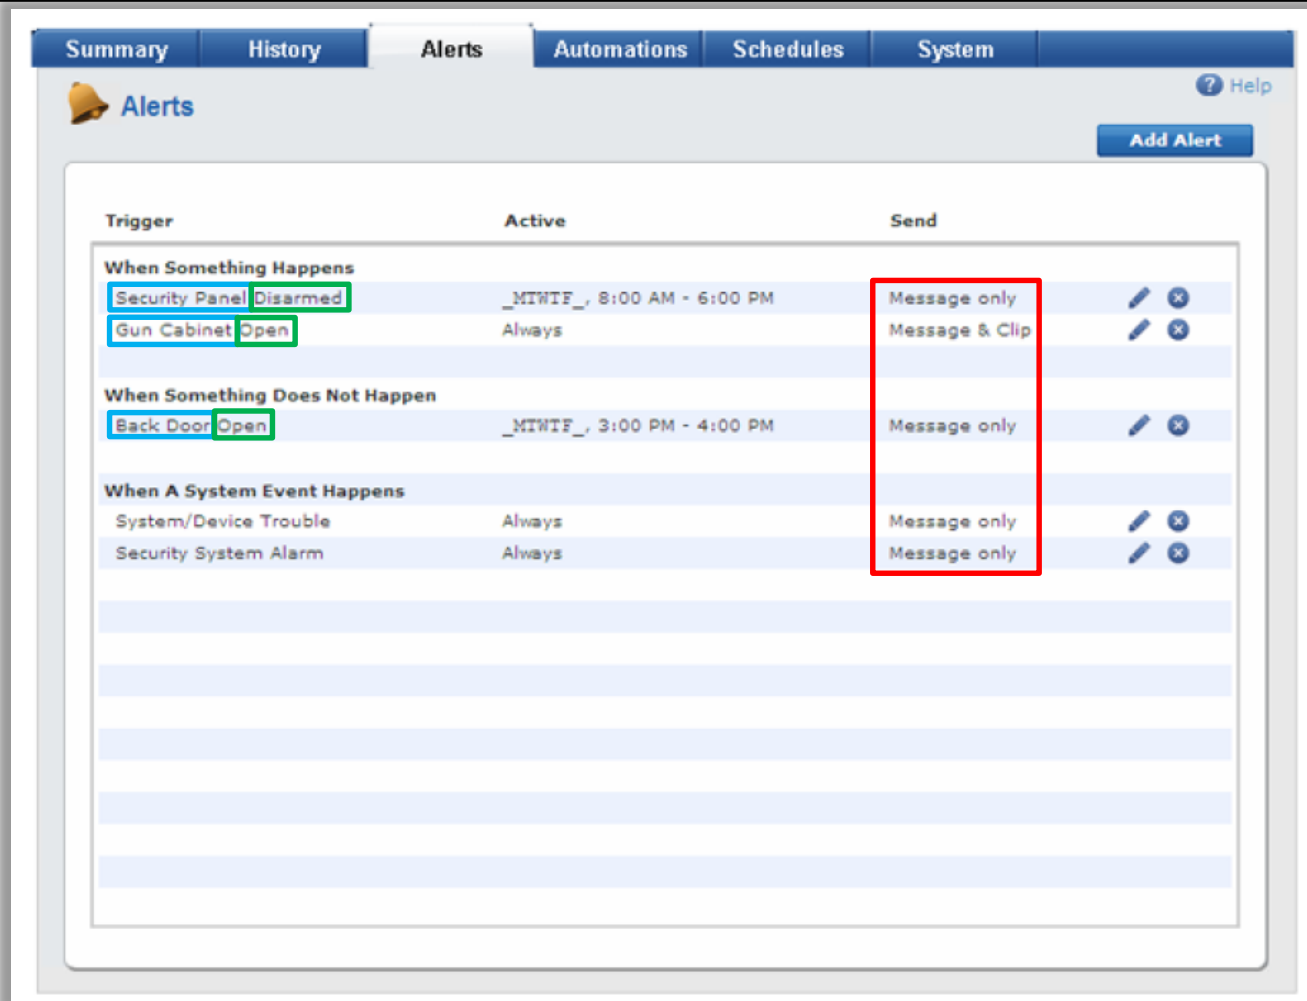 Summary History Alerts Automations Schedules System
Help
Alerts
Add Alert
Trigger Active Send
When Something Happens
Security Panel Disarmed _MTWTF_, 8:00 AM - 6:00 PM Message only
Gun Cabinet Open Always Message & Clip
When Something Does Not Happen
Back Door Open _MTWTF_, 3:00 PM - 4:00 PM Message only
When A System Event Happens
System/Device Trouble Always Message only
Security System Alarm Always Message only